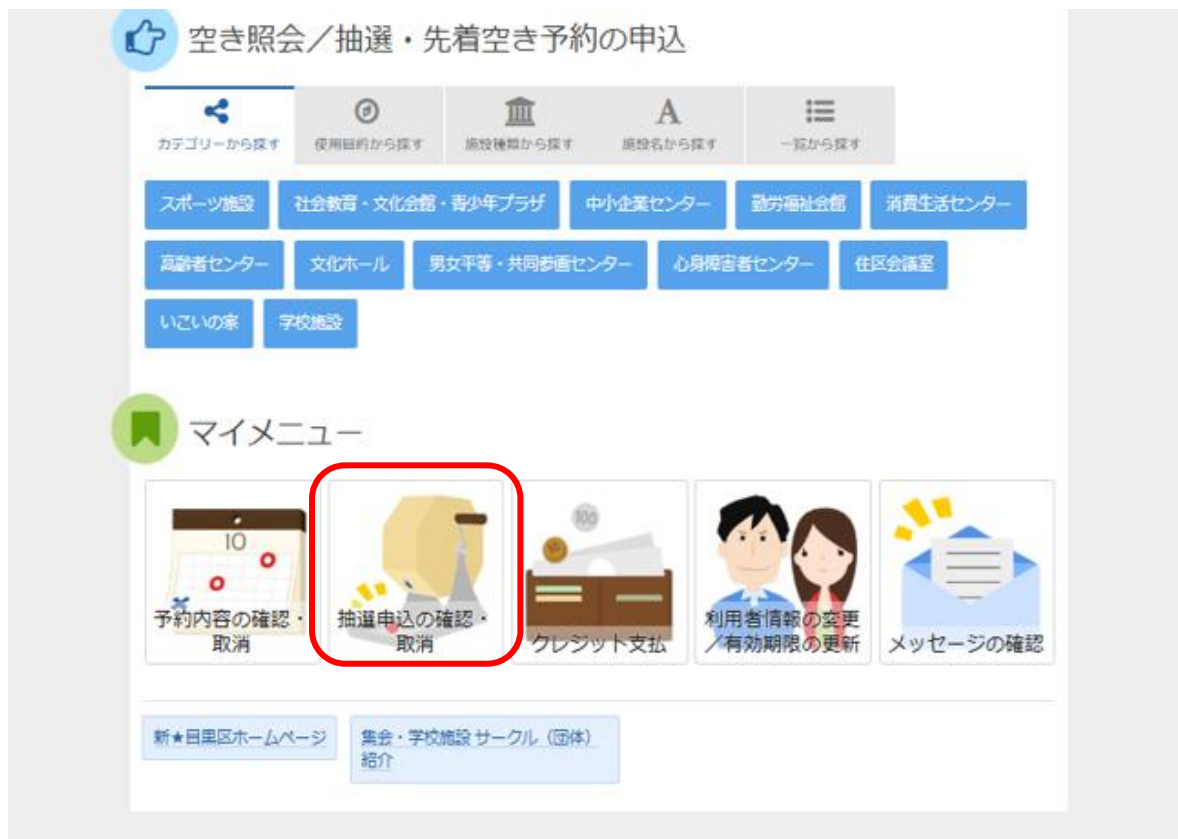 空き照会／抽選・先着空き予約の申込
カテゴリーから探す
使用目的から探す
施設種類から探す
A
施設名から探す
一覧から探す
スポーツ施設
社会教育・文化会館・青少年プラザ
中小企業センター
勤労福祉会館
消費生活センター
高齢者センター
文化ホール
男女平等・共同参画センター
心身障害者センター
住区会議室
いこいの家
学校施設
マイメニュー
10
予約内容の確認・
取消
抽選申込の確認・
取消
100
クレジット支払
利用者情報の変更
／有効期限の更新
メッセージの確認
新★目黒区ホームページ
集会・学校施設 サークル（団体）
紹介